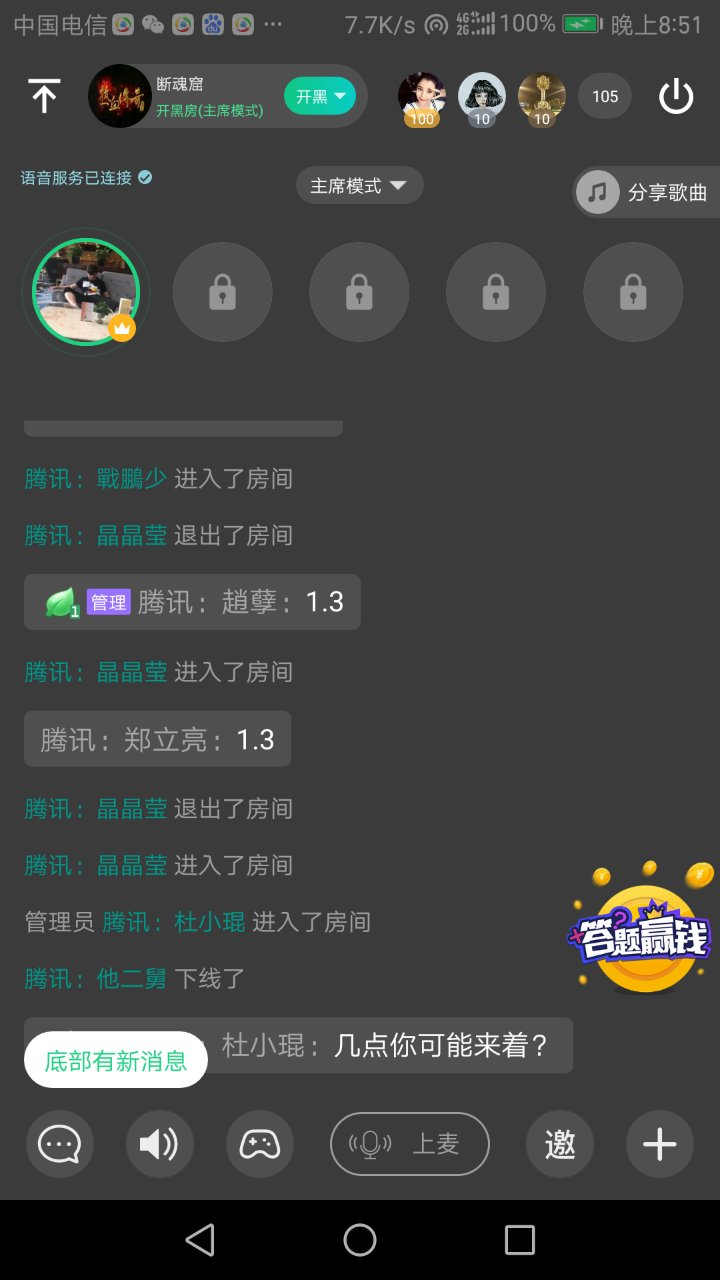 中国电信 ··· 7.7K/s 4G 2G 100% 晚上8:51
断魂窟
开黑房(主席模式)
开黑
100
10
10
105
语音服务已连接
主席模式
分享歌曲
腾讯：戰鵬少 进入了房间
腾讯：晶晶莹 退出了房间
1 管理 腾讯：趙孽：1.3
腾讯：晶晶莹 进入了房间
腾讯：郑立亮：1.3
腾讯：晶晶莹 退出了房间
腾讯：晶晶莹 进入了房间
管理员 腾讯：杜小琨 进入了房间
答题赢钱
腾讯：他二舅 下线了
杜小琨：几点你可能来着？
底部有新消息
上麦
邀